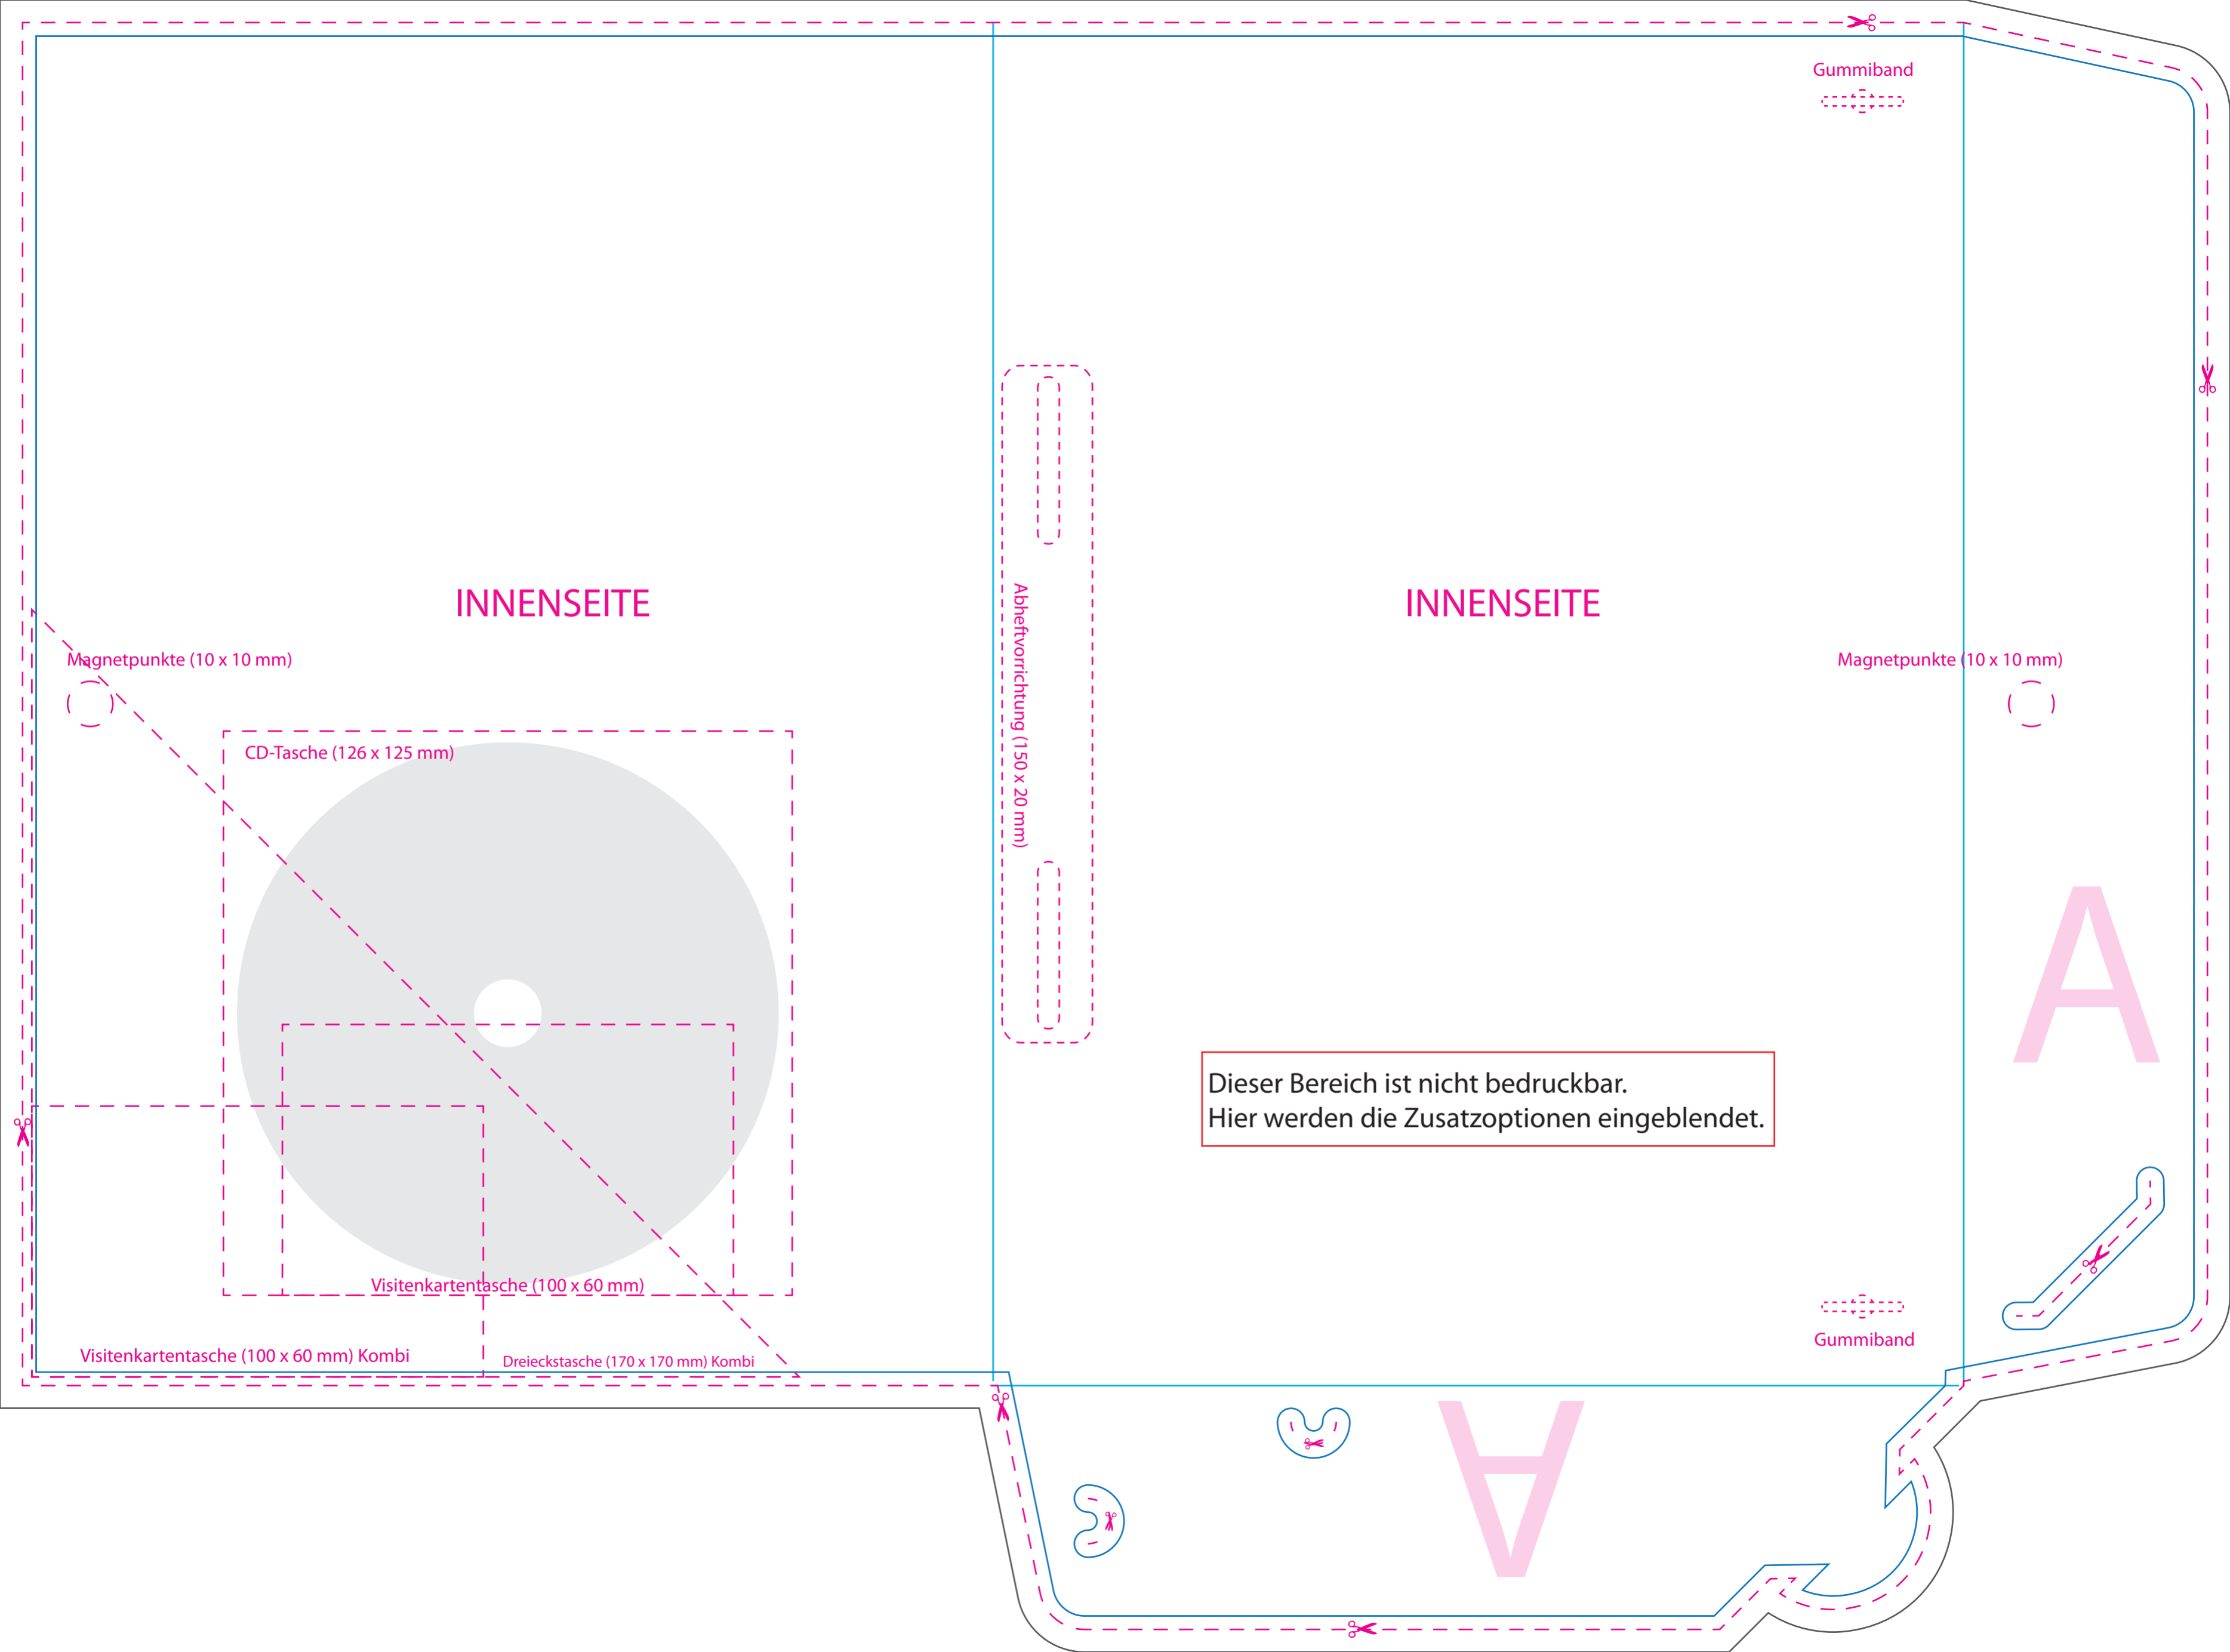 Gummiband
INNENSEITE
INNENSEITE
Magnetpunkte (10 x 10 mm)
Magnetpunkte (10 x 10 mm)
Abheftvorrichtung (150 x 20 mm)
CD-Tasche (126 x 125 mm)
A
Dieser Bereich ist nicht bedruckbar.
Hier werden die Zusatzoptionen eingeblendet.
Visitenkartentasche (100 x 60 mm)
Gummiband
Visitenkartentasche (100 x 60 mm) Kombi
Dreieckstasche (170 x 170 mm) Kombi
A